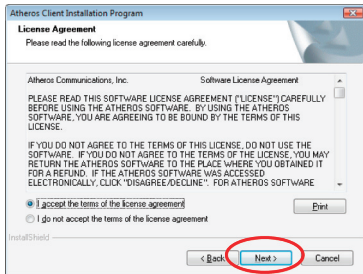 Atheros Client Installation Program
License Agreement
Please read the following license agreement carefully.
Atheros Communications, Inc. Software License Agreement
PLEASE READ THIS SOFTWARE LICENSE AGREEMENT ("LICENSE") CAREFULLY
BEFORE USING THE ATHEROS SOFTWARE. BY USING THE ATHEROS
SOFTWARE, YOU ARE AGREEING TO BE BOUND BY THE TERMS OF THIS
LICENSE.
IF YOU DO NOT AGREE TO THE TERMS OF THIS LICENSE, DO NOT USE THE
SOFTWARE. IF YOU DO NOT AGREE TO THE TERMS OF THE LICENSE, YOU MAY
RETURN THE ATHEROS SOFTWARE TO THE PLACE WHERE YOU OBTAINED IT
FOR A REFUND. IF THE ATHEROS SOFTWARE WAS ACCESSED
ELECTRONICALLY, CLICK "DISAGREE/DECLINE". FOR ATHEROS SOFTWARE
I accept the terms of the license agreement
Print
I do not accept the terms of the license agreement
InstallShield
< Back Next > Cancel